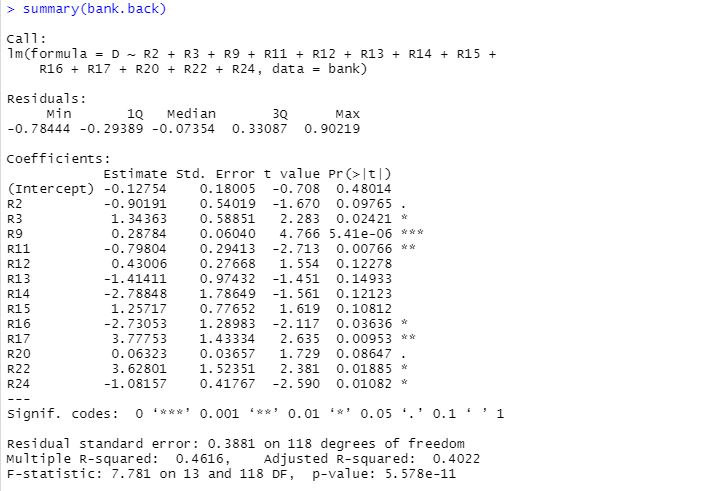 > summary(bank.back)
Call:
lm(formula = D ~ R2 + R3 + R9 + R11 + R12 + R13 + R14 + R15 +
    R16 + R17 + R20 + R22 + R24, data = bank)
Residuals:
     Min       1Q   Median       3Q      Max
-0.78444 -0.29389 -0.07354  0.33087  0.90219
Coefficients:
            Estimate Std. Error t value Pr(>|t|)
(Intercept) -0.12754    0.18005  -0.708  0.48014
R2          -0.90191    0.54019  -1.670  0.09765 .
R3           1.34363    0.58851   2.283  0.02421 *
R9           0.28784    0.06040   4.766 5.41e-06 ***
R11         -0.79804    0.29413  -2.713  0.00766 **
R12          0.43006    0.27668   1.554  0.12278
R13         -1.41411    0.97432  -1.451  0.14933
R14         -2.78848    1.78649  -1.561  0.12123
R15          1.25717    0.77652   1.619  0.10812
R16         -2.73053    1.28983  -2.117  0.03636 *
R17          3.77753    1.43334   2.635  0.00953 **
R20          0.06323    0.03657   1.729  0.08647 .
R22          3.62801    1.52351   2.381  0.01885 *
R24         -1.08157    0.41767  -2.590  0.01082 *
---
Signif. codes:  0 ‘***’ 0.001 ‘**’ 0.01 ‘*’ 0.05 ‘.’ 0.1 ‘ ’ 1
Residual standard error: 0.3881 on 118 degrees of freedom
Multiple R-squared:  0.4616,    Adjusted R-squared:  0.4022
F-statistic: 7.781 on 13 and 118 DF,  p-value: 5.578e-11